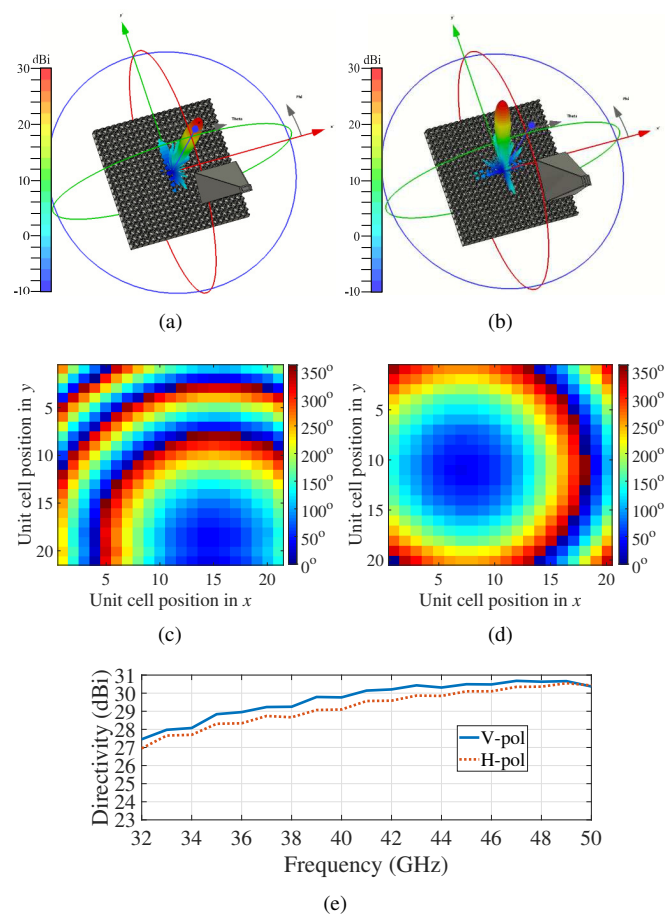 dBi
30
20
10
0
-10
Y
Theta
Phi
x
(a)
dBi
30
20
10
0
-10
Y
Theta
Phi
x
(b)
Unit cell position in y
5
10
15
20
5
10
15
20
Unit cell position in x
350°
300°
250°
200°
150°
100°
50°
0°
(c)
Unit cell position in y
5
10
15
20
5
10
15
20
Unit cell position in x
350°
300°
250°
200°
150°
100°
50°
0°
(d)
Directivity (dBi)
31
30
29
28
27
26
25
24
23
V-pol
H-pol
32
34
36
38
40
42
44
46
48
50
Frequency (GHz)
(e)